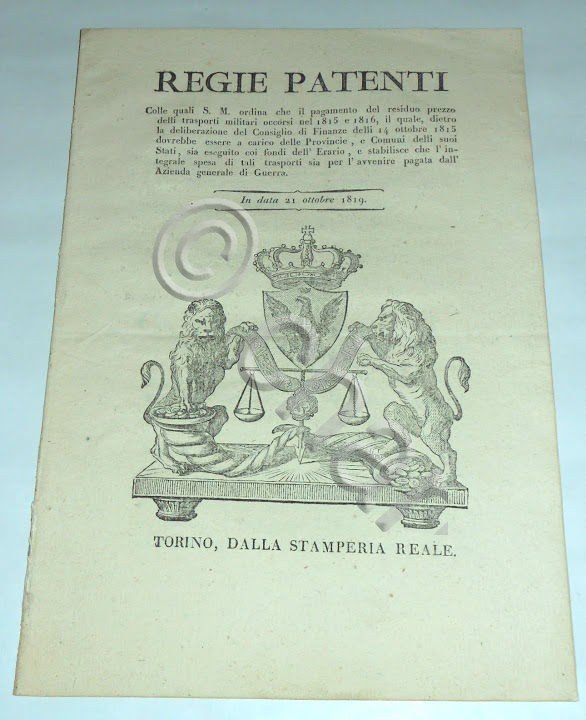 REGIE PATENTI
Colle quali S. M. ordina che il pagamento del residuo prezzo
delli trasporti militari occorsi nel 1815 e 1816, il quale, dietro
la deliberazione del Consiglio di Finanze delli 14 ottobre 1815
dovrebbe essere a carico delle Provincie, e Comuni delli suoi
Stati, sia eseguito coi fondi dell' Erario, e stabilisce che l' in-
tegrale spesa di tali trasporti sia per l' avvenire pagata dall'
Azienda generale di Guerra.
In data 21 ottobre 1819.
©
TORINO, DALLA STAMPERIA REALE.